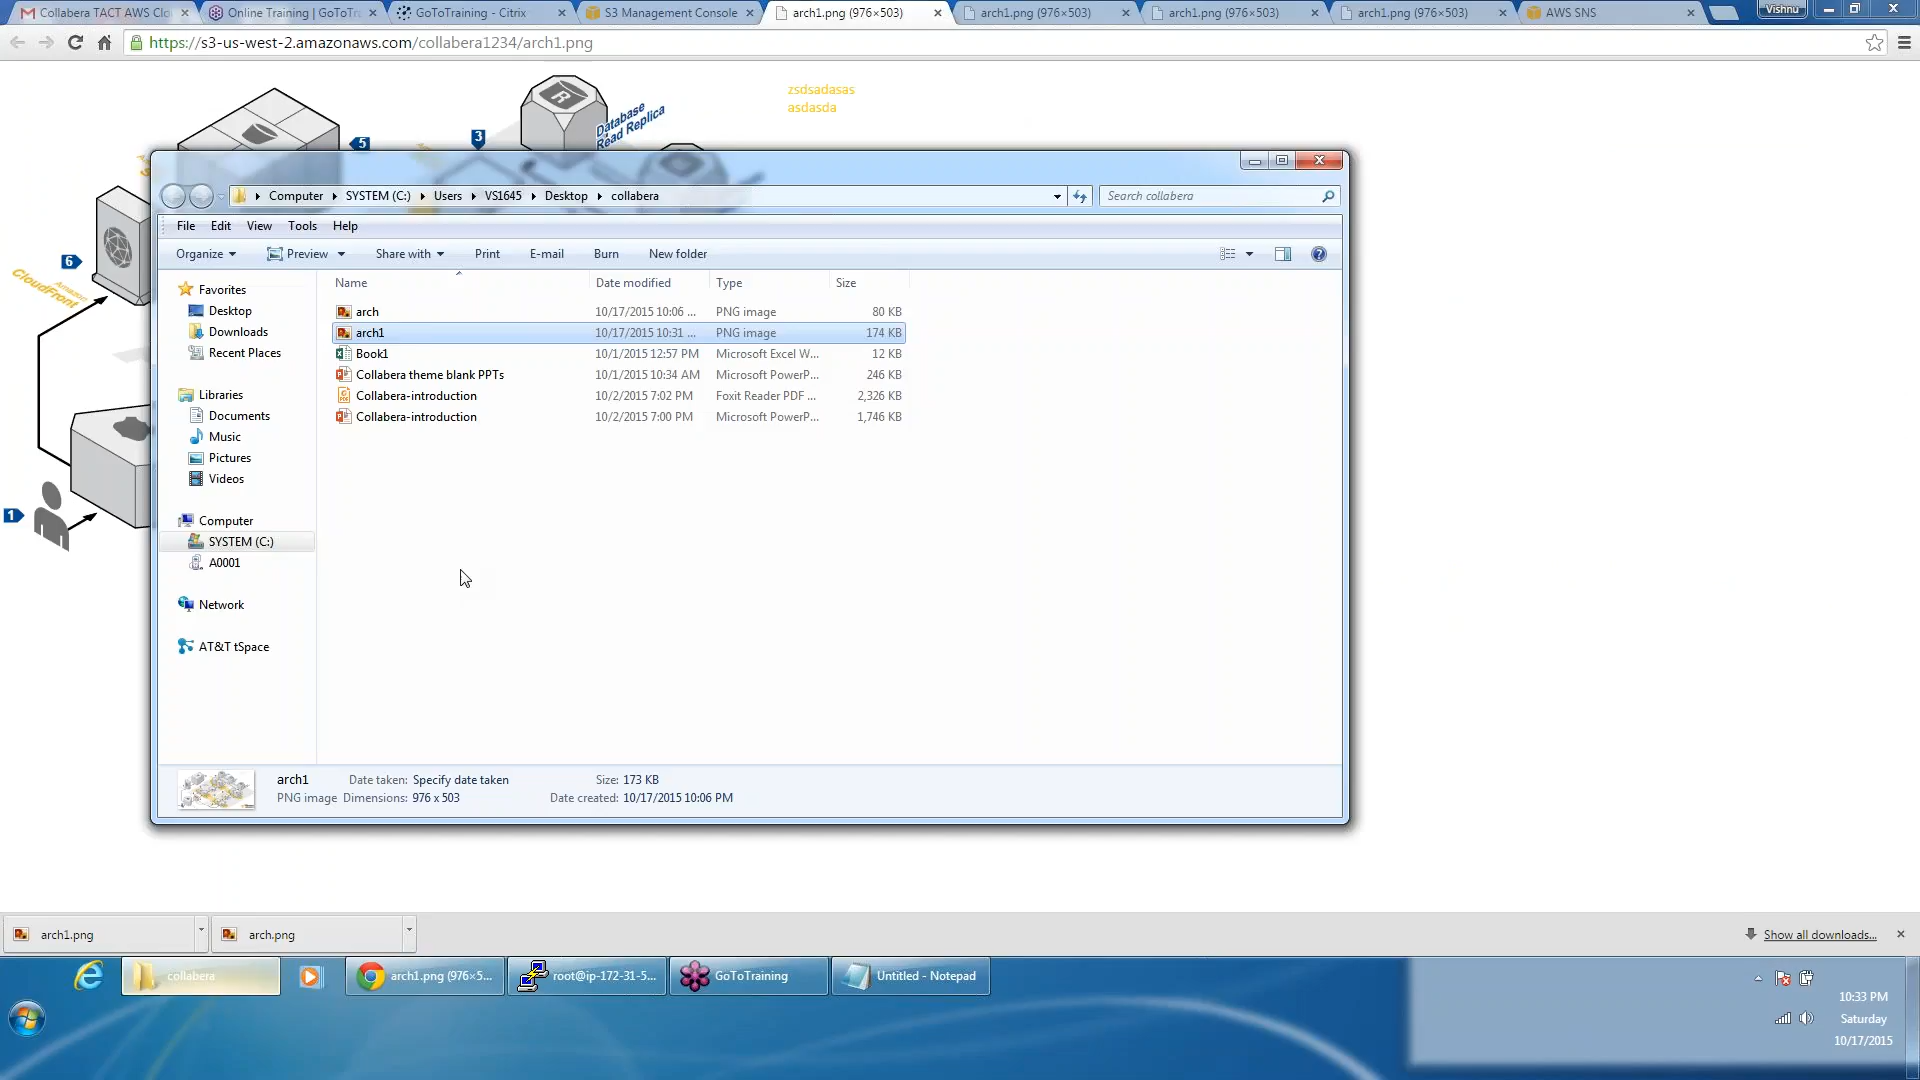 Collabera TACT AWS Clo
Online Training | GoToTr
GoToTraining - Citrix
S3 Management Console
arch1.png (976×503)
arch1.png (976×503)
arch1.png (976×503)
arch1.png (976×503)
AWS SNS
Vishnu
https://s3-us-west-2.amazonaws.com/collabera1234/arch1.png
zsdsadasas
asdasda
R
Database
Read Replica
5
3
6
Amazon
CloudFront
1
Computer
SYSTEM (C:)
Users
VS1645
Desktop
collabera
Search collabera
File
Edit
View
Tools
Help
Organize
Preview
Share with
Print
E-mail
Burn
New folder
Name
Date modified
Type
Size
Favorites
Desktop
Downloads
Recent Places
Libraries
Documents
Music
Pictures
Videos
Computer
SYSTEM (C:)
A0001
Network
AT&T tSpace
arch 10/17/2015 10:06 ... PNG image 80 KB
arch1 10/17/2015 10:31 ... PNG image 174 KB
Book1 10/1/2015 12:57 PM Microsoft Excel W... 12 KB
Collabera theme blank PPTs 10/1/2015 10:34 AM Microsoft PowerP... 246 KB
Collabera-introduction 10/2/2015 7:02 PM Foxit Reader PDF ... 2,326 KB
Collabera-introduction 10/2/2015 7:00 PM Microsoft PowerP... 1,746 KB
arch1 Date taken: Specify date taken Size: 173 KB
PNG image Dimensions: 976 x 503 Date created: 10/17/2015 10:06 PM
arch1.png
arch.png
Show all downloads...
collabera
arch1.png (976×5...
root@ip-172-31-5...
GoToTraining
Untitled - Notepad
10:33 PM
Saturday
10/17/2015